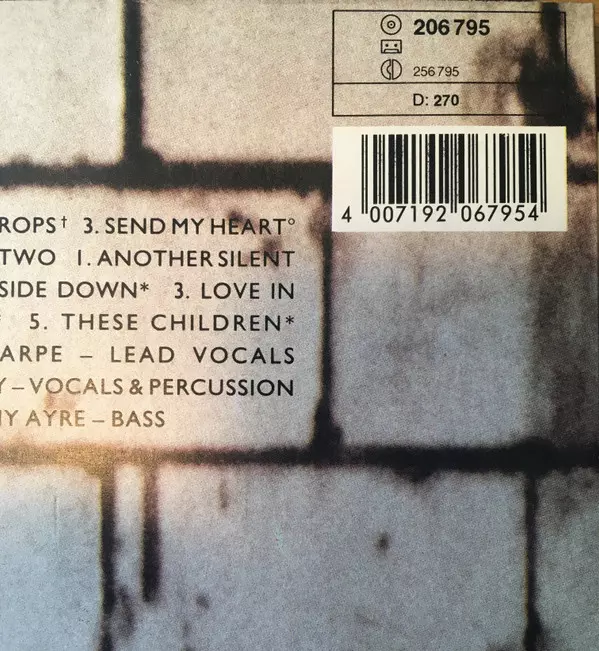 206 795
256 795
D: 270
4 007192 067954
ROPS† 3. SEND MY HEART°
TWO 1. ANOTHER SILENT
SIDE DOWN* 3. LOVE IN
5. THESE CHILDREN*
ARPE – LEAD VOCALS
Y – VOCALS & PERCUSSION
NY AYRE – BASS